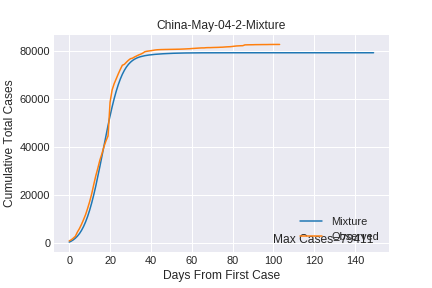 China-May-04-2-Mixture
Cumulative Total Cases
80000
60000
40000
20000
0
0 20 40 60 80 100 120 140
Days From First Case
Mixture
Observed
Max Cases=79411